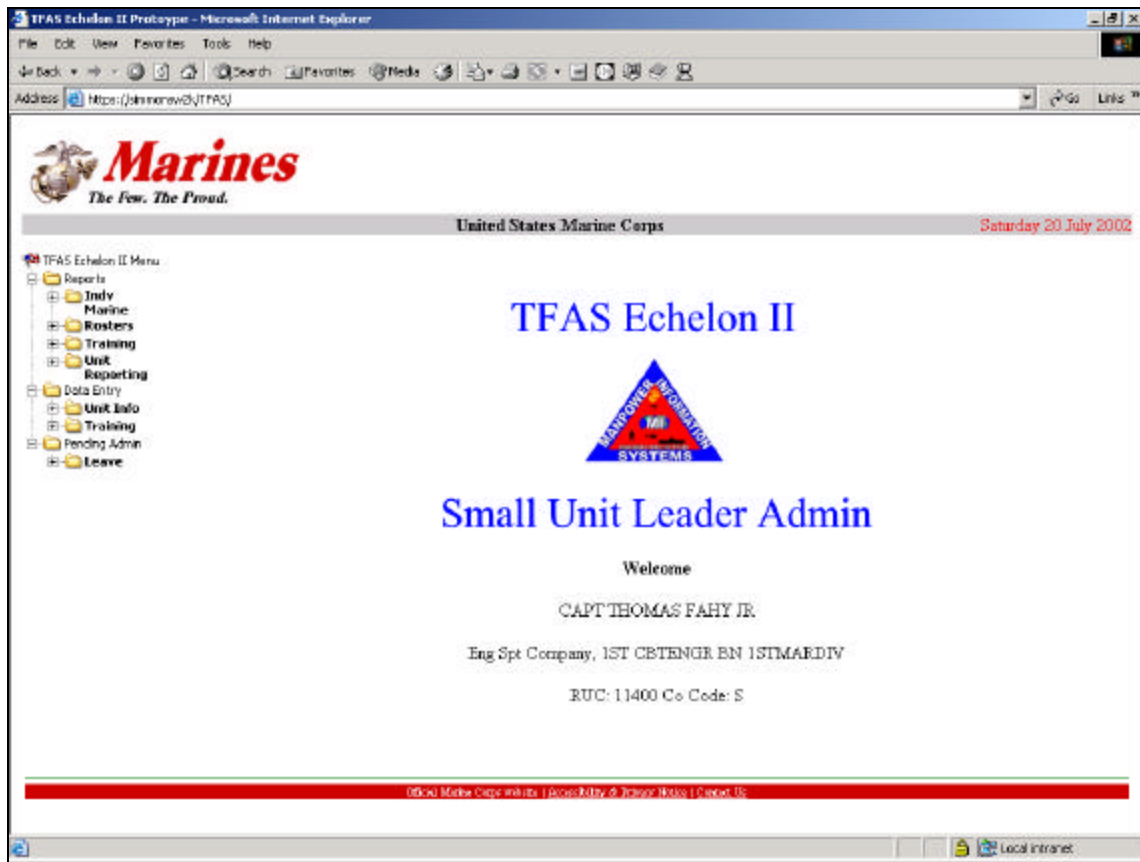 TFAS Echelon II Protoype - Microsoft Internet Explorer
File Edit View Favorites Tools Help
Back Search Favorites Media
Address Go Links
Marines
The Few. The Proud.
United States Marine Corps Saturday 20 July 2002
TFAS Echelon II Menu
Reports
Indv
Marine
Rosters
Training
Unit
Reporting
Data Entry
Unit Info
Training
Pending Admin
Leave
TFAS Echelon II
MANPOWER INFORMATION
MI
SYSTEMS
Small Unit Leader Admin
Welcome
CAPT THOMAS FAHY JR
Eng Spt Company, 1ST CBTENGR BN 1STMARDIV
RUC: 11400 Co Code: S
Official Marine Corps website | Accessibility & Privacy Notice | Contact Us
Local intranet